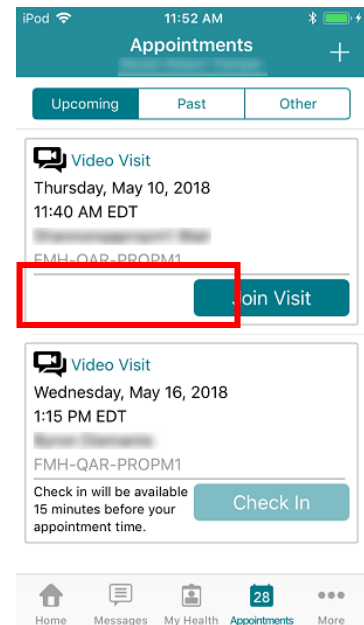 iPod 11:52 AM
Appointments +
Upcoming Past Other
Video Visit
Thursday, May 10, 2018
11:40 AM EDT
FMH-QAR-PROPM1
Join Visit
Video Visit
Wednesday, May 16, 2018
1:15 PM EDT
FMH-QAR-PROPM1
Check in will be available
15 minutes before your
appointment time.
Check In
28
Home Messages My Health Appointments More